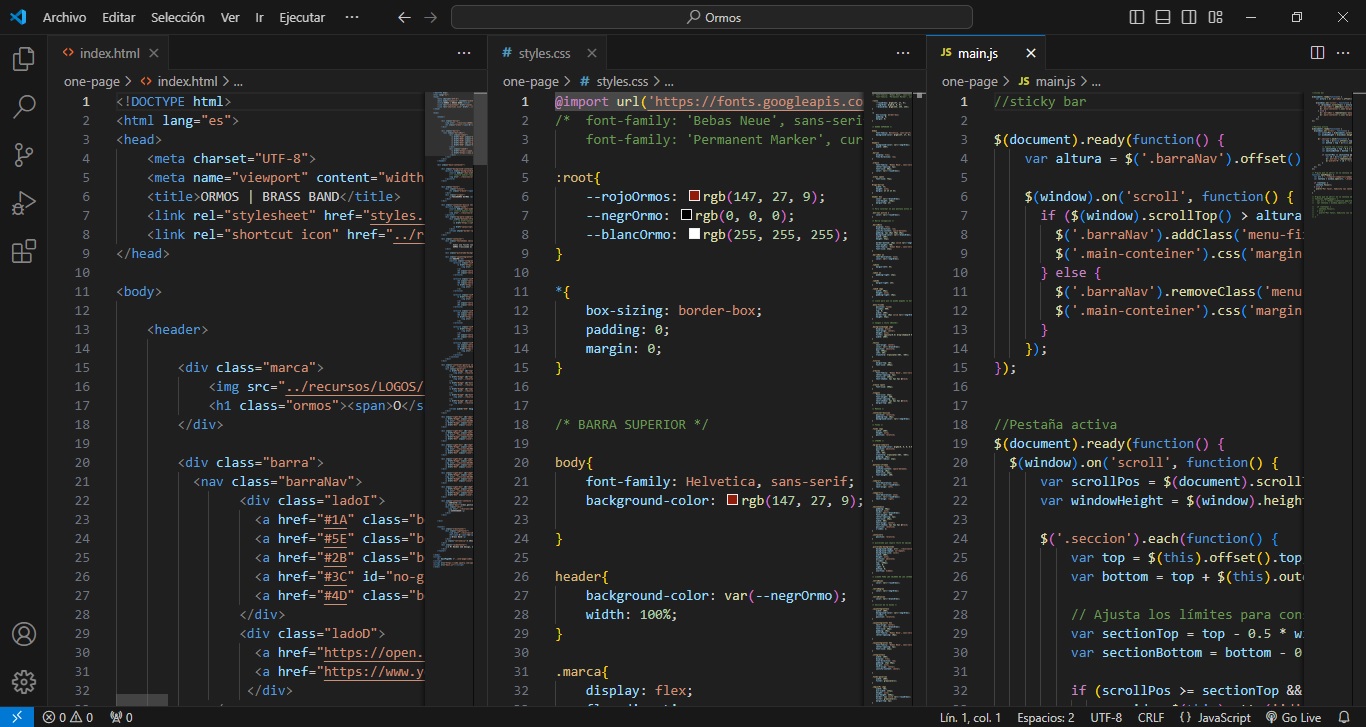 Archivo Editar Selección Ver Ir Ejecutar ··· Ormos
index.html
styles.css
JS main.js
one-page > index.html > ...
1 <!DOCTYPE html>
2 <html lang="es">
3 <head>
4 <meta charset="UTF-8">
5 <meta name="viewport" content="width
6 <title>ORMOS | BRASS BAND</title>
7 <link rel="stylesheet" href="styles.
8 <link rel="shortcut icon" href="../r
9 </head>
10
11 <body>
12
13 <header>
14
15 <div class="marca">
16 <img src="../recursos/LOGOS/
17 <h1 class="ormos"><span>O</s
18 </div>
19
20 <div class="barra">
21 <nav class="barraNav">
22 <div class="ladoI">
23 <a href="#1A" class="b
24 <a href="#5E" class="b
25 <a href="#2B" class="b
26 <a href="#3C" id="no-g
27 <a href="#4D" class="b
28 </div>
29 <div class="ladoD">
30 <a href="https://open.
31 <a href="https://www.y
32 </div>
one-page > # styles.css > ...
1 @import url('https://fonts.googleapis.co
2 /* font-family: 'Bebas Neue', sans-seri
3 font-family: 'Permanent Marker', cur
4
5 :root{
6 --rojoOrmos: rgb(147, 27, 9);
7 --negrOrmo: rgb(0, 0, 0);
8 --blancOrmo: rgb(255, 255, 255);
9 }
10
11 *{
12 box-sizing: border-box;
13 padding: 0;
14 margin: 0;
15 }
16
17
18 /* BARRA SUPERIOR */
19
20 body{
21 font-family: Helvetica, sans-serif;
22 background-color: rgb(147, 27, 9);
23
24 }
25
26 header{
27 background-color: var(--negrOrmo);
28 width: 100%;
29 }
30
31 .marca{
32 display: flex;
one-page > JS main.js > ...
1 //sticky bar
2
3 $(document).ready(function() {
4 var altura = $('.barraNav').offset()
5
6 $(window).on('scroll', function() {
7 if ($(window).scrollTop() > altura
8 $('.barraNav').addClass('menu-fi
9 $('.main-conteiner').css('margin
10 } else {
11 $('.barraNav').removeClass('menu
12 $('.main-conteiner').css('margin
13 }
14 });
15 });
16
17
18 //Pestaña activa
19 $(document).ready(function() {
20 $(window).on('scroll', function() {
21 var scrollPos = $(document).scroll
22 var windowHeight = $(window).heigh
23
24 $('.seccion').each(function() {
25 var top = $(this).offset().top
26 var bottom = top + $(this).oute
27
28 // Ajusta los límites para con
29 var sectionTop = top - 0.5 * w
30 var sectionBottom = bottom - 0
31
32 if (scrollPos >= sectionTop &&
0 0 0 Lín. 1, col. 1 Espacios: 2 UTF-8 CRLF {} JavaScript Go Live